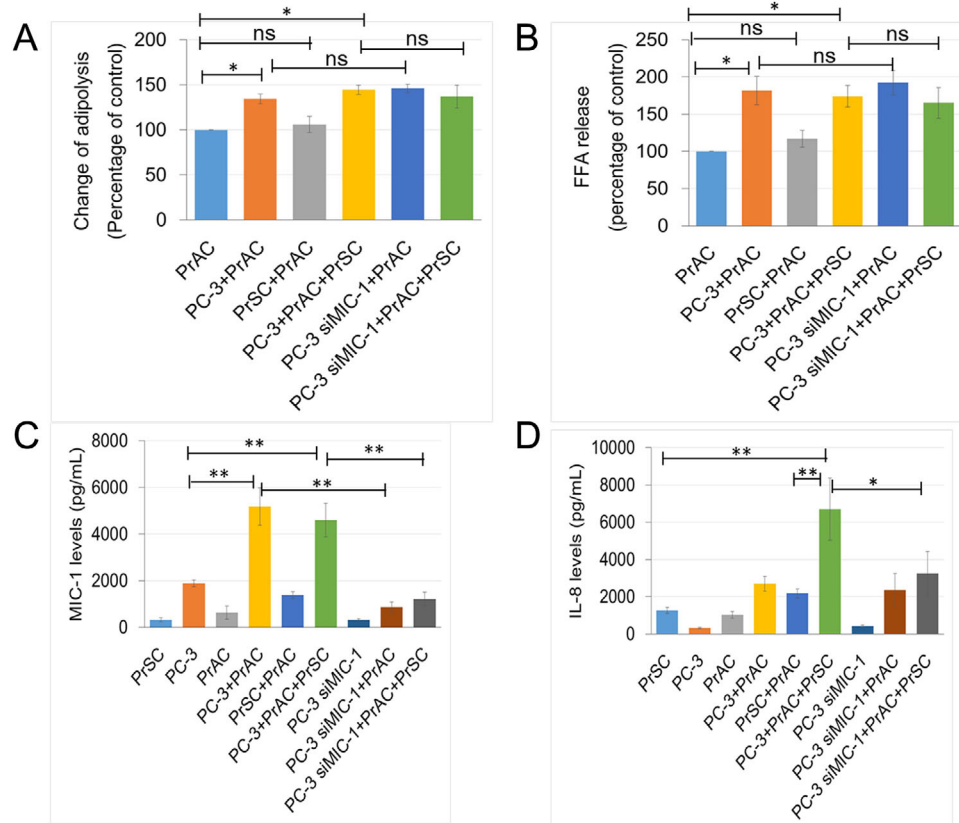 A
Change of adipolysis
(Percentage of control)
200
150
100
50
0
*
ns
ns
*
ns
ns
PrAC
PC-3+PrAC
PrSC+PrAC
PC-3+PrAC+PrSC
PC-3 siMIC-1+PrAC
PC-3 siMIC-1+PrAC+PrSC
B
FFA release
(percentage of control)
250
200
150
100
50
0
*
ns
ns
*
ns
ns
PrAC
PC-3+PrAC
PrSC+PrAC
PC-3+PrAC+PrSC
PC-3 siMIC-1+PrAC
PC-3 siMIC-1+PrAC+PrSC
C
MIC-1 levels (pg/mL)
8000
6000
4000
2000
0
**
**
**
**
PrSC
PC-3
PrAC
PC-3+PrAC
PrSC+PrAC
PC-3+PrAC+PrSC
PC-3 siMIC-1
PC-3 siMIC-1+PrAC
PC-3 siMIC-1+PrAC+PrSC
D
IL-8 levels (pg/mL)
10000
8000
6000
4000
2000
0
**
**
*
PrSC
PC-3
PrAC
PC-3+PrAC
PrSC+PrAC
PC-3+PrAC+PrSC
PC-3 siMIC-1
PC-3 siMIC-1+PrAC
PC-3 siMIC-1+PrAC+PrSC